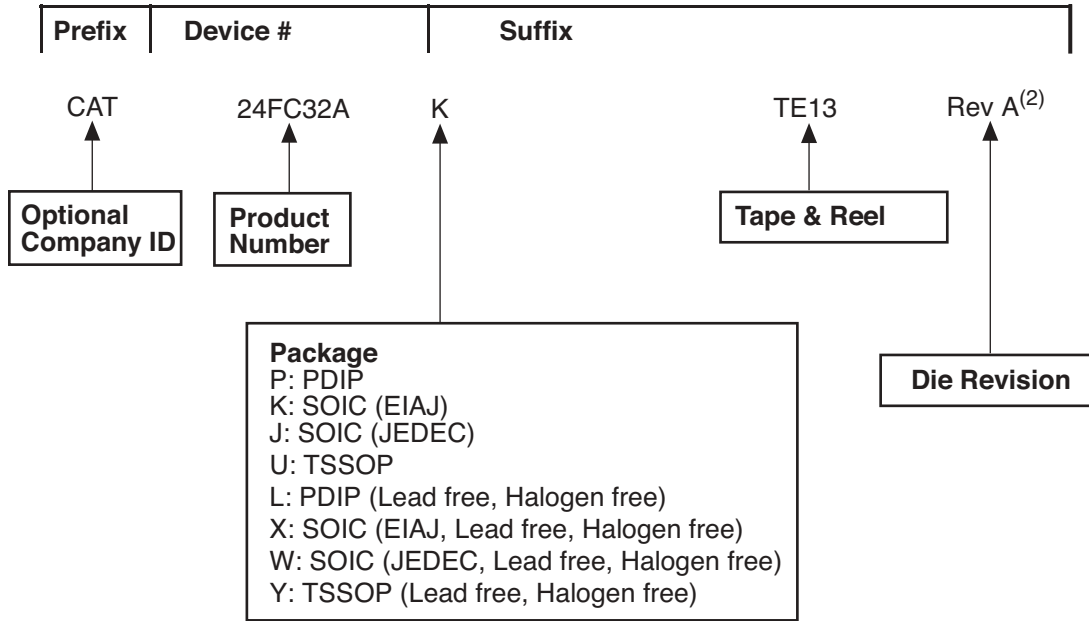 Prefix Device # Suffix
CAT 24FC32A K TE13 Rev A(2)
Optional
Company ID
Product
Number
Tape & Reel
Package
P: PDIP
K: SOIC (EIAJ)
J: SOIC (JEDEC)
U: TSSOP
L: PDIP (Lead free, Halogen free)
X: SOIC (EIAJ, Lead free, Halogen free)
W: SOIC (JEDEC, Lead free, Halogen free)
Y: TSSOP (Lead free, Halogen free)
Die Revision